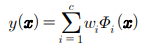 y(𝒙) = ∑_{i = 1}^{c} w_i Φ_i(𝒙)